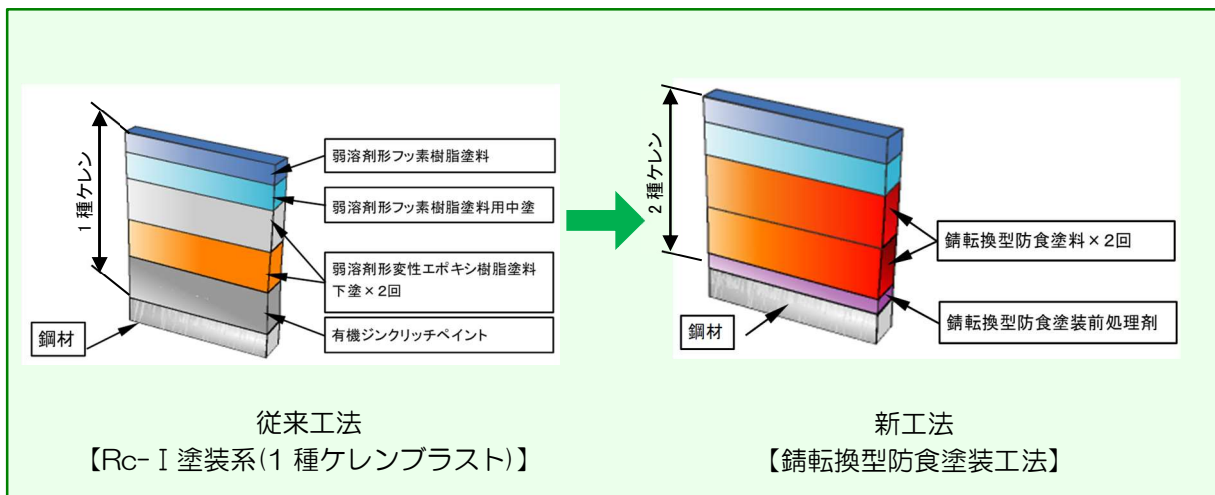 1種ケレン
弱溶剤形フッ素樹脂塗料
弱溶剤形フッ素樹脂塗料用中塗
弱溶剤形変性エポキシ樹脂塗料
下塗×2回
有機ジンクリッチペイント
鋼材
従来工法
【Rc-Ⅰ塗装系(1種ケレンブラスト)】
2種ケレン
錆転換型防食塗料×2回
錆転換型防食塗装前処理剤
鋼材
新工法
【錆転換型防食塗装工法】